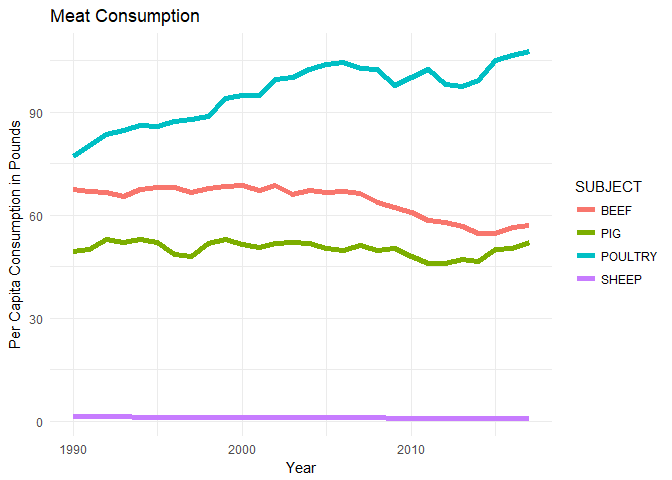 Meat Consumption
Per Capita Consumption in Pounds
90
60
30
0
1990
2000
2010
Year
SUBJECT
BEEF
PIG
POULTRY
SHEEP